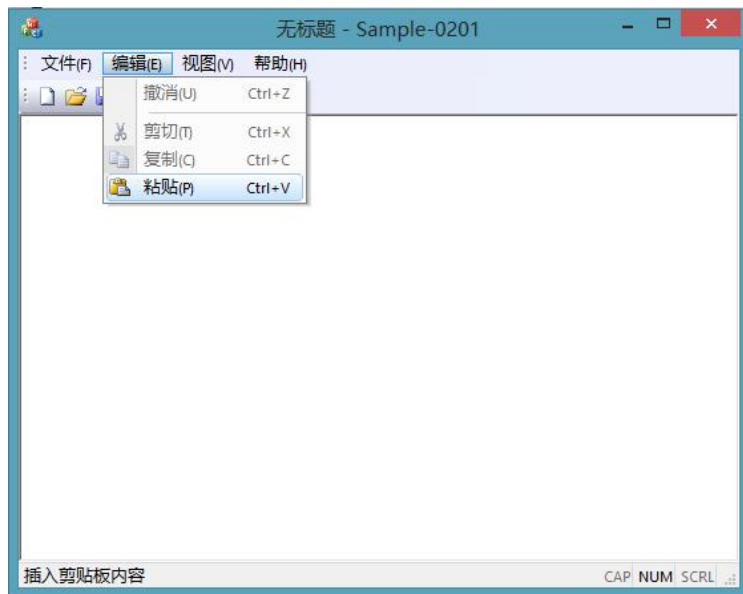 无标题 - Sample-0201
文件(F) 编辑(E) 视图(V) 帮助(H)
撤消(U) Ctrl+Z
剪切(T) Ctrl+X
复制(C) Ctrl+C
粘贴(P) Ctrl+V
插入剪贴板内容 CAP NUM SCRL